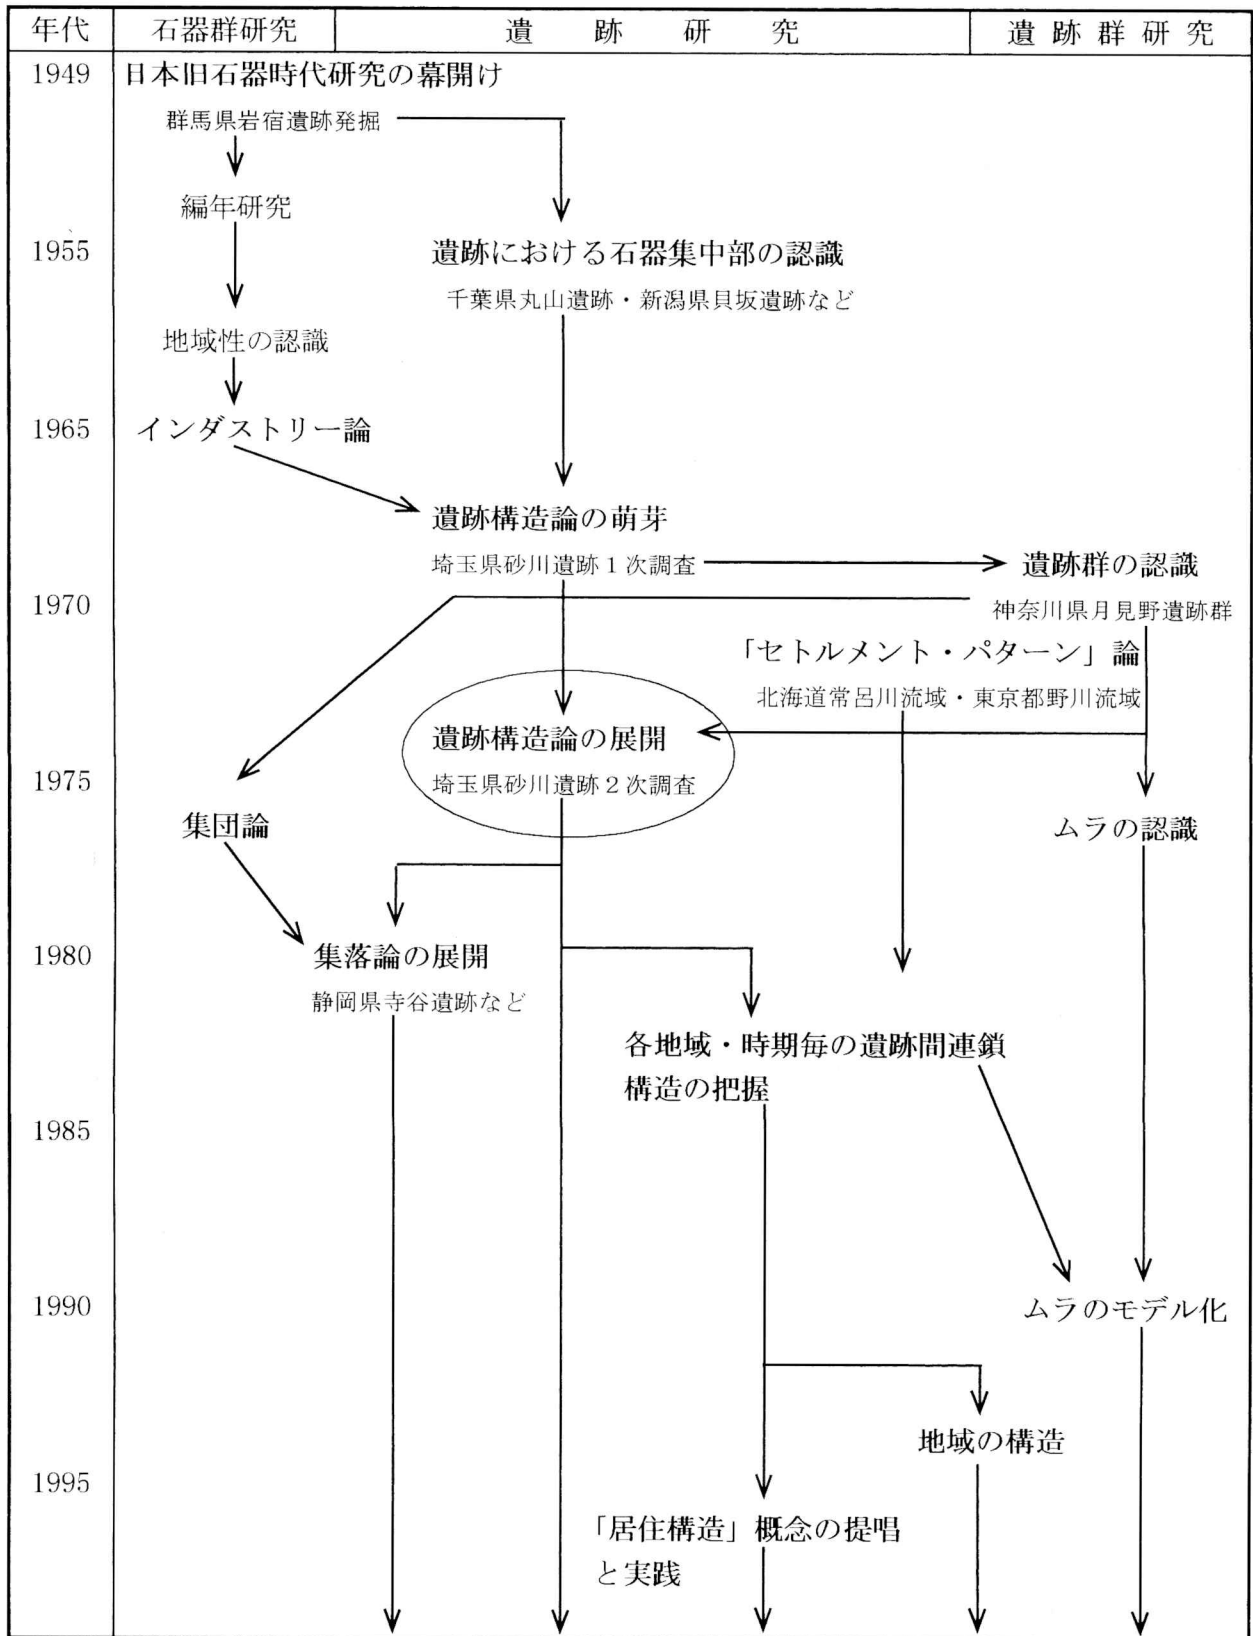 年代 石器群研究 遺跡研究 遺跡群研究
1949 日本旧石器時代研究の幕開け
群馬県岩宿遺跡発掘
編年研究
1955 遺跡における石器集中部の認識
千葉県丸山遺跡・新潟県貝坂遺跡など
地域性の認識
1965 インダストリー論
遺跡構造論の萌芽
埼玉県砂川遺跡1次調査
遺跡群の認識
1970 神奈川県月見野遺跡群
「セトルメント・パターン」論
北海道常呂川流域・東京都野川流域
遺跡構造論の展開
1975 埼玉県砂川遺跡2次調査
集団論
ムラの認識
1980 集落論の展開
静岡県寺谷遺跡など
各地域・時期毎の遺跡間連鎖
構造の把握
1985
1990 ムラのモデル化
地域の構造
1995
「居住構造」概念の提唱
と実践